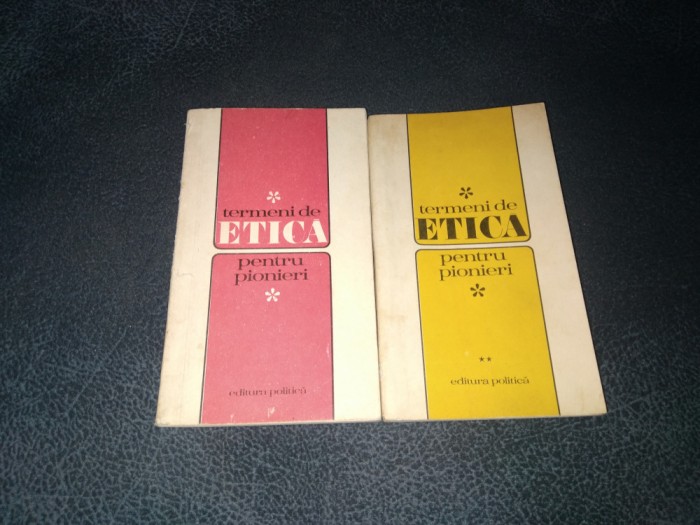 *
termeni de
ETICA
pentru
pionieri
*
editura politică
*
termeni de
ETICA
pentru
pionieri
*
**
editura politică